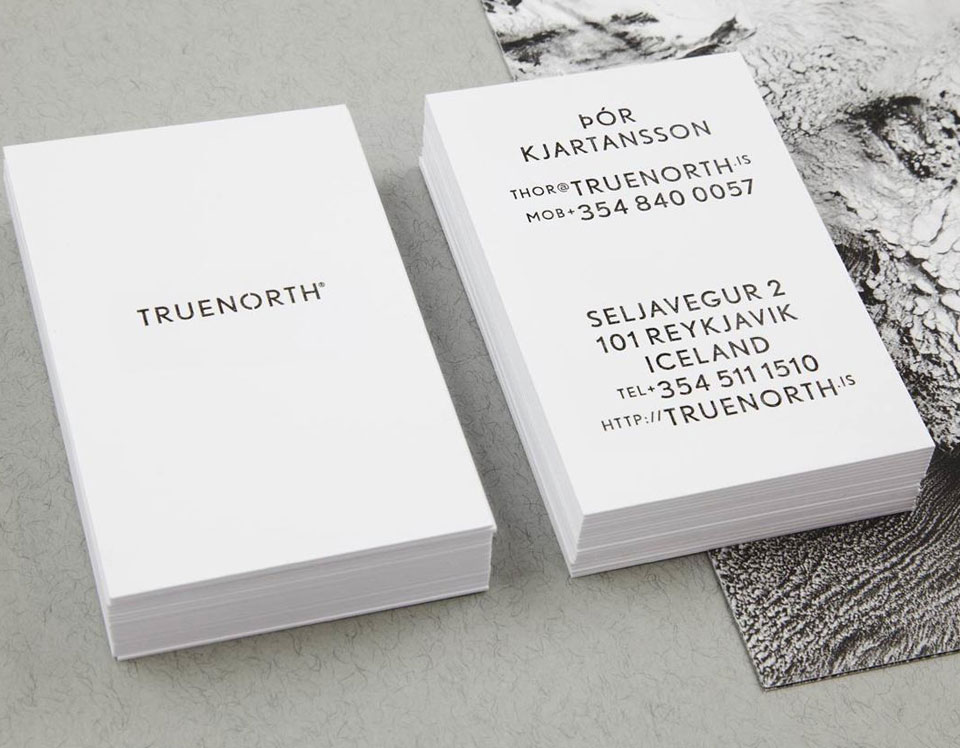 TRUENORTH®
ÞÓR
KJARTANSSON
THOR@TRUENORTH.IS
MOB+354 840 0057
SELJAVEGUR 2
101 REYKJAVIK
ICELAND
TEL+354 511 1510
HTTP://TRUENORTH.IS